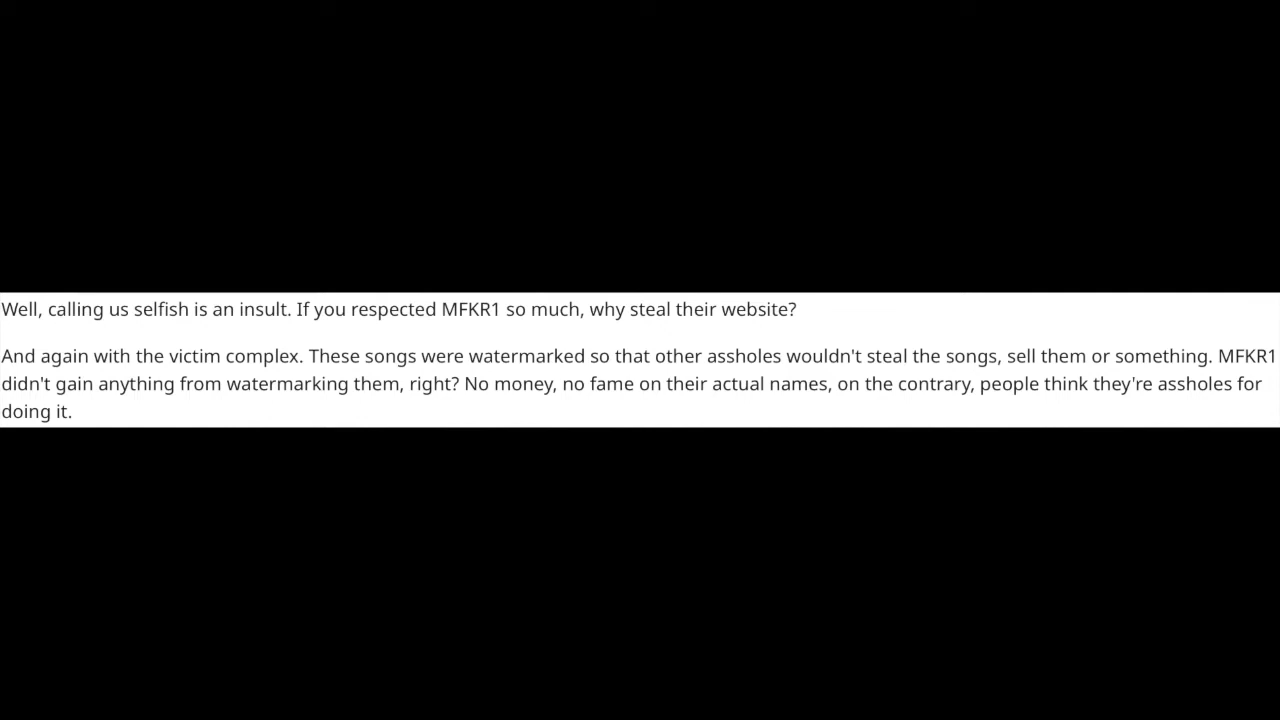 Well, calling us selfish is an insult. If you respected MFKR1 so much, why steal their website?
And again with the victim complex. These songs were watermarked so that other assholes wouldn't steal the songs, sell them or something. MFKR1
didn't gain anything from watermarking them, right? No money, no fame on their actual names, on the contrary, people think they're assholes for
doing it.